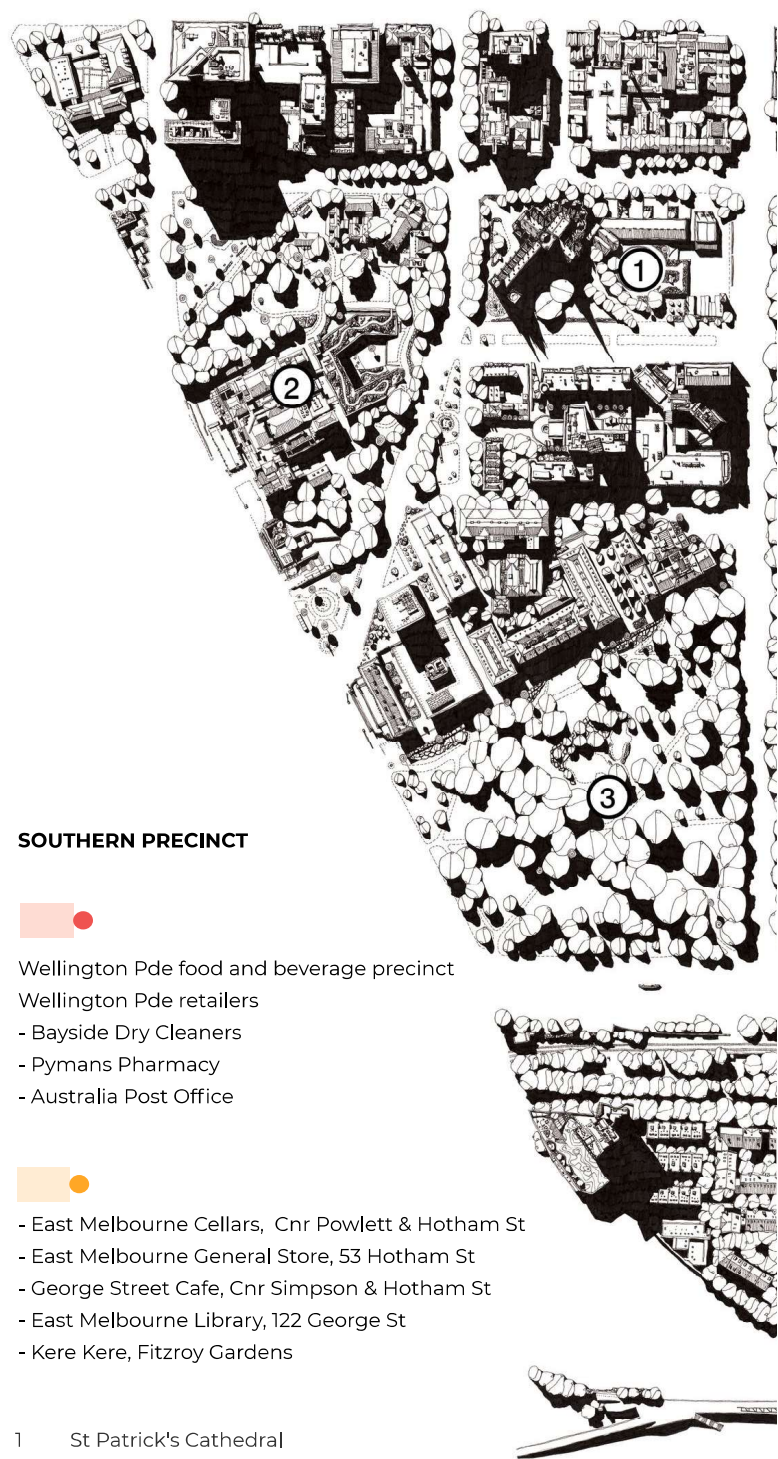 1
2
3
SOUTHERN PRECINCT
Wellington Pde food and beverage precinct
Wellington Pde retailers
- Bayside Dry Cleaners
- Pymans Pharmacy
- Australia Post Office
- East Melbourne Cellars, Cnr Powlett & Hotham St
- East Melbourne General Store, 53 Hotham St
- George Street Cafe, Cnr Simpson & Hotham St
- East Melbourne Library, 122 George St
- Kere Kere, Fitzroy Gardens
1 St Patrick's Cathedral